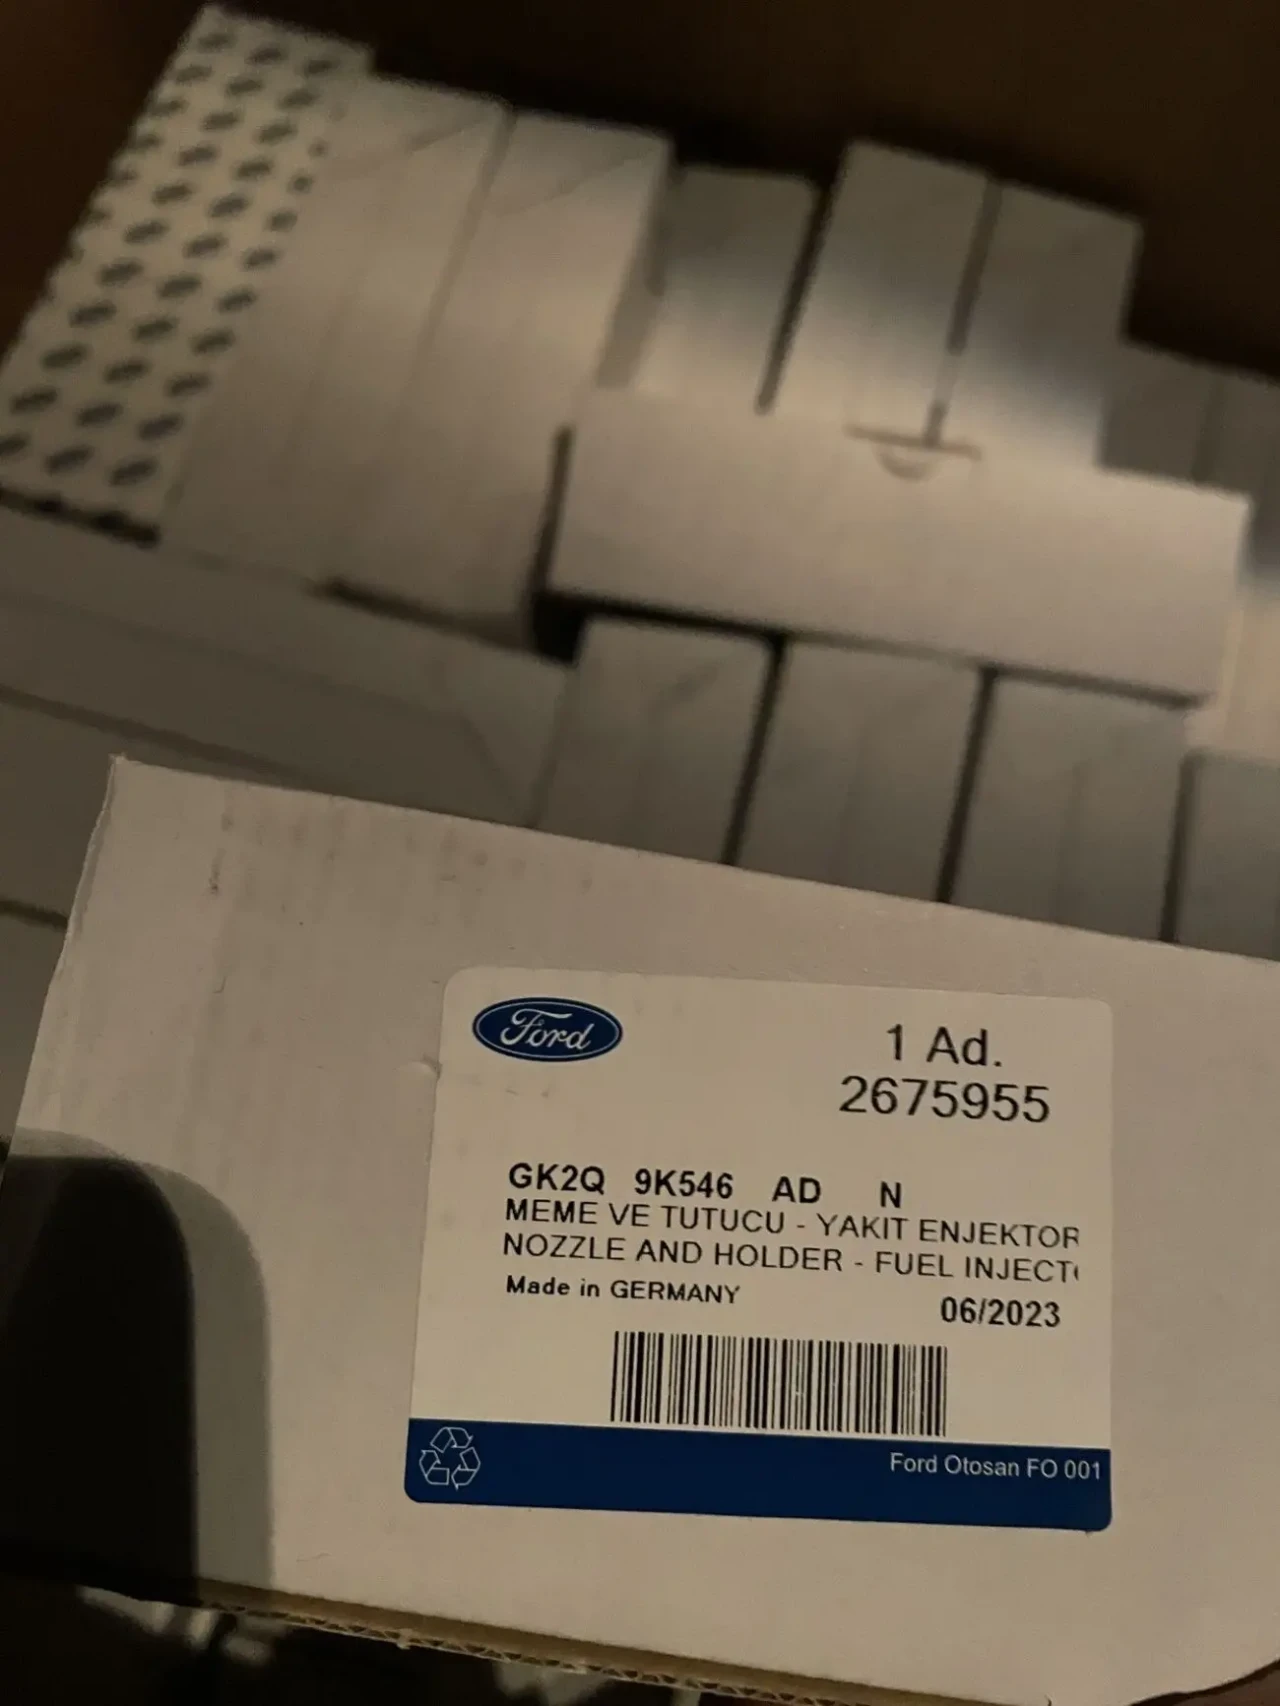 Ford
1 Ad.
2675955
GK2Q 9K546 AD N
MEME VE TUTUCU - YAKIT ENJEKTOR
NOZZLE AND HOLDER - FUEL INJECT
Made in GERMANY
06/2023
Ford Otosan FO 001